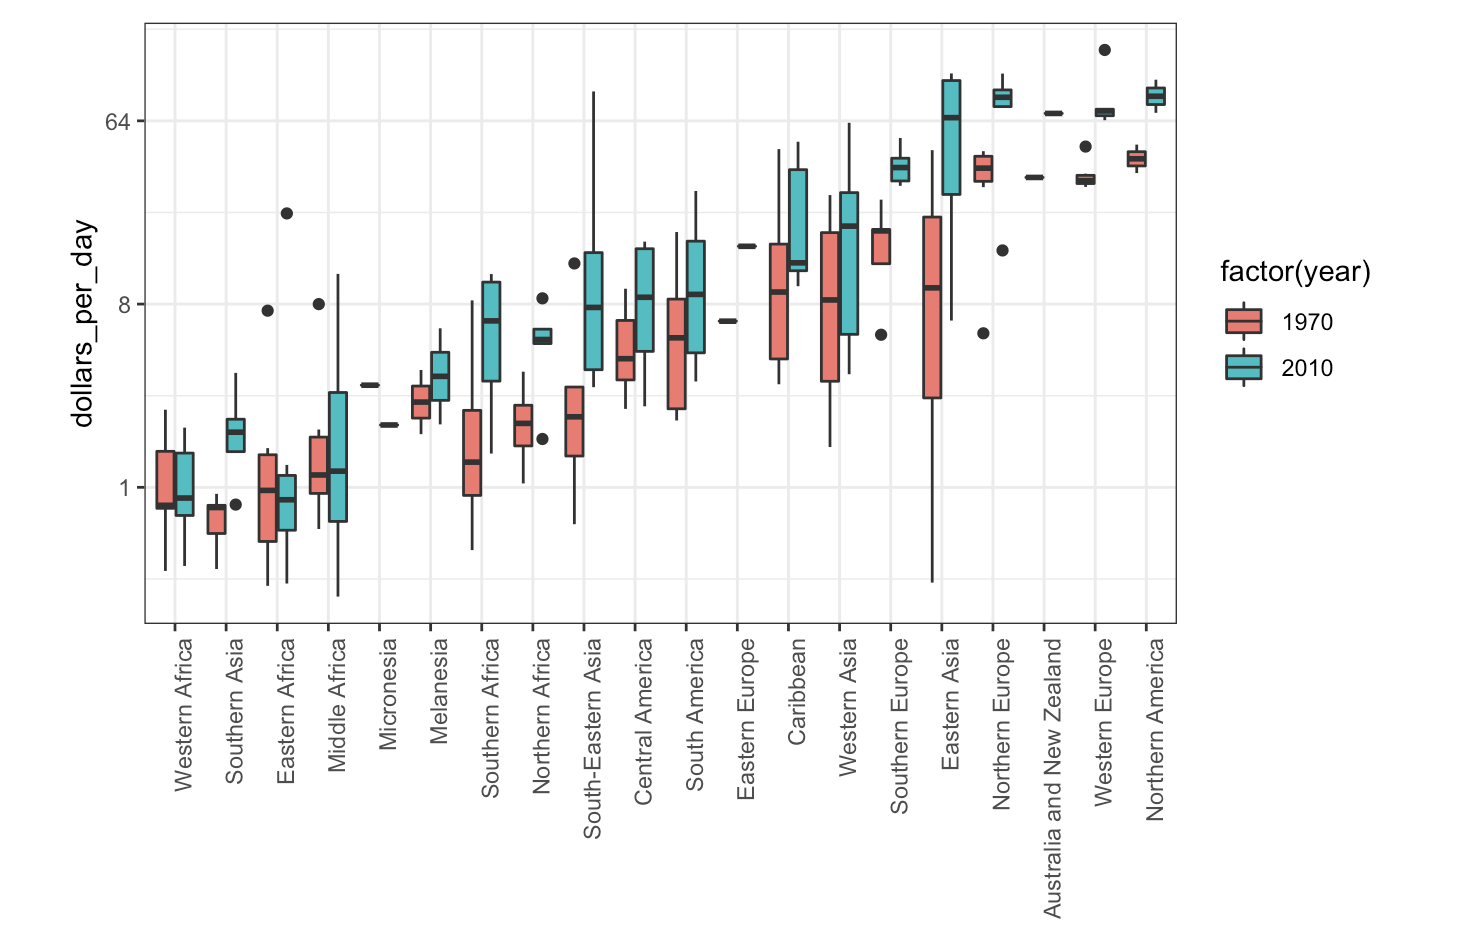 dollars_per_day
64
8
1
Western Africa
Southern Asia
Eastern Africa
Middle Africa
Micronesia
Melanesia
Southern Africa
Northern Africa
South-Eastern Asia
Central America
South America
Eastern Europe
Caribbean
Western Asia
Southern Europe
Eastern Asia
Northern Europe
Australia and New Zealand
Western Europe
Northern America
factor(year)
1970
2010